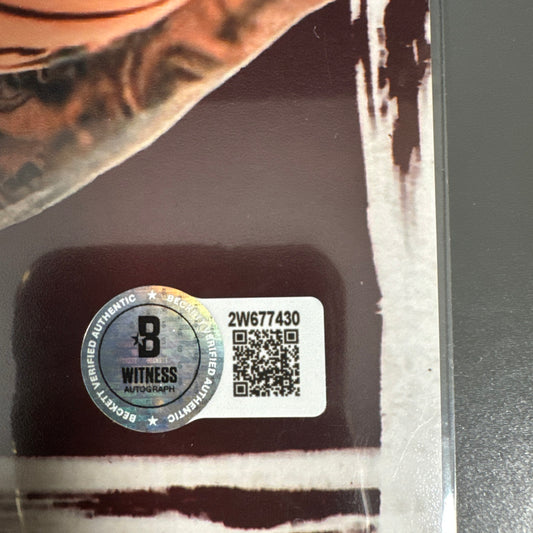 BECKETT VERIFIED AUTHENTIC ★ BECKETT VERIFIED AUTHENTIC ★
B
WITNESS
AUTOGRAPH
2W677430